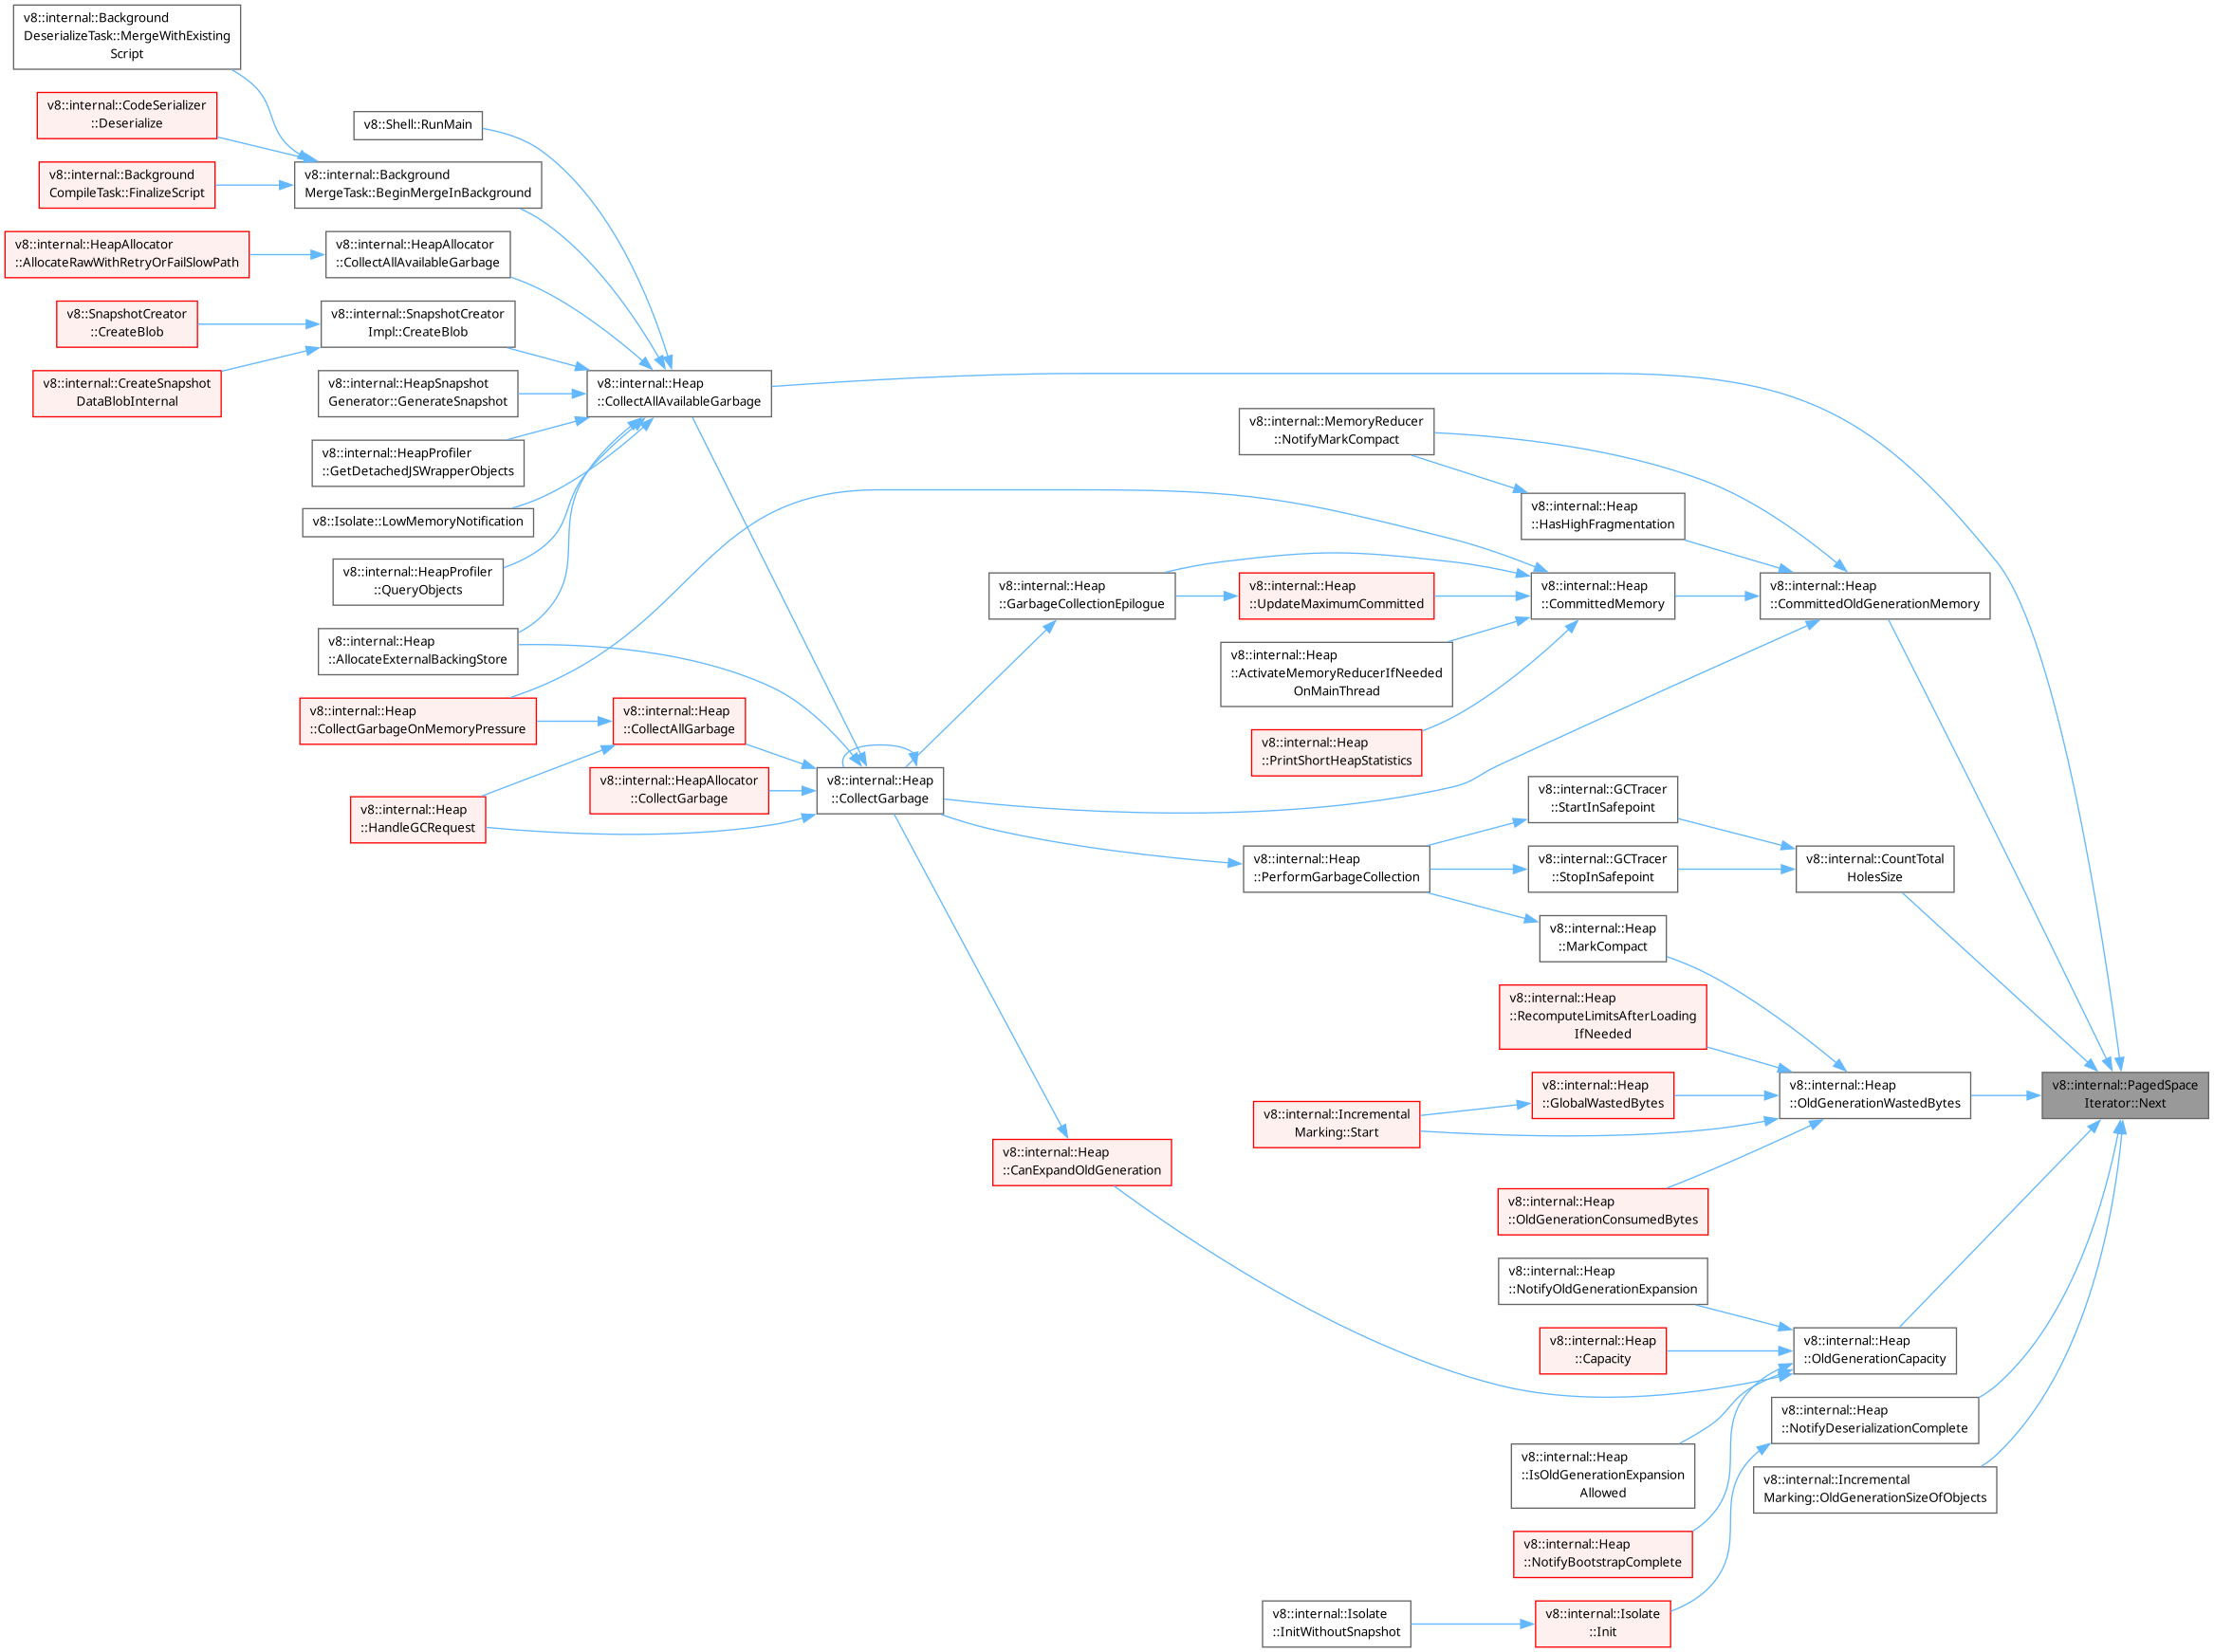 v8::internal::Background
DeserializeTask::MergeWithExisting
Script
v8::internal::CodeSerializer
::Deserialize
v8::internal::Background
CompileTask::FinalizeScript
v8::internal::HeapAllocator
::AllocateRawWithRetryOrFailSlowPath
v8::SnapshotCreator
::CreateBlob
v8::internal::CreateSnapshot
DataBlobInternal
v8::Shell::RunMain
v8::internal::Background
MergeTask::BeginMergeInBackground
v8::internal::HeapAllocator
::CollectAllAvailableGarbage
v8::internal::SnapshotCreator
Impl::CreateBlob
v8::internal::HeapSnapshot
Generator::GenerateSnapshot
v8::internal::HeapProfiler
::GetDetachedJSWrapperObjects
v8::Isolate::LowMemoryNotification
v8::internal::HeapProfiler
::QueryObjects
v8::internal::Heap
::AllocateExternalBackingStore
v8::internal::Heap
::CollectGarbageOnMemoryPressure
v8::internal::Heap
::HandleGCRequest
v8::internal::Heap
::CollectAllAvailableGarbage
v8::internal::Heap
::CollectAllGarbage
v8::internal::HeapAllocator
::CollectGarbage
v8::internal::Heap
::CollectGarbage
v8::internal::Heap
::GarbageCollectionEpilogue
v8::internal::Heap
::CanExpandOldGeneration
v8::internal::MemoryReducer
::NotifyMarkCompact
v8::internal::Heap
::UpdateMaximumCommitted
v8::internal::Heap
::ActivateMemoryReducerIfNeeded
OnMainThread
v8::internal::Heap
::PrintShortHeapStatistics
v8::internal::Heap
::PerformGarbageCollection
v8::internal::Incremental
Marking::Start
v8::internal::Isolate
::InitWithoutSnapshot
v8::internal::Heap
::HasHighFragmentation
v8::internal::Heap
::CommittedMemory
v8::internal::GCTracer
::StartInSafepoint
v8::internal::GCTracer
::StopInSafepoint
v8::internal::Heap
::MarkCompact
v8::internal::Heap
::RecomputeLimitsAfterLoading
IfNeeded
v8::internal::Heap
::GlobalWastedBytes
v8::internal::Heap
::OldGenerationConsumedBytes
v8::internal::Heap
::NotifyOldGenerationExpansion
v8::internal::Heap
::Capacity
v8::internal::Heap
::IsOldGenerationExpansion
Allowed
v8::internal::Heap
::NotifyBootstrapComplete
v8::internal::Isolate
::Init
v8::internal::Heap
::CommittedOldGenerationMemory
v8::internal::CountTotal
HolesSize
v8::internal::Heap
::OldGenerationWastedBytes
v8::internal::Heap
::OldGenerationCapacity
v8::internal::Heap
::NotifyDeserializationComplete
v8::internal::Incremental
Marking::OldGenerationSizeOfObjects
v8::internal::PagedSpace
Iterator::Next